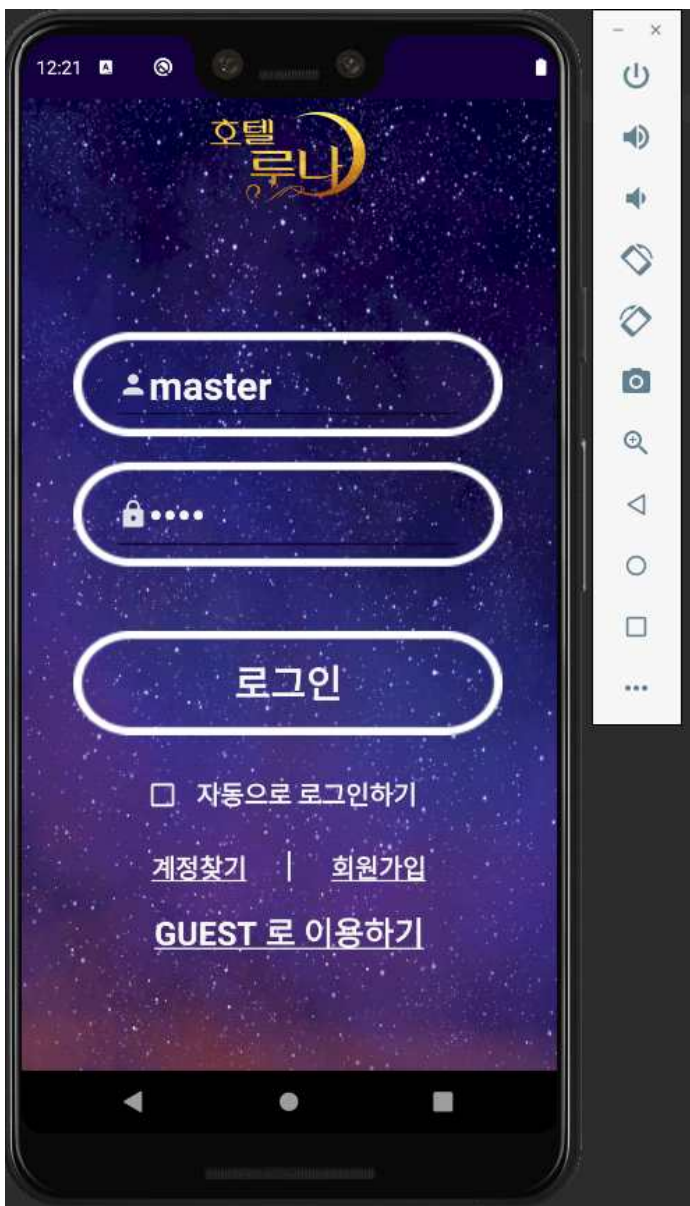 12:21
호텔
루나
master
••••
로그인
자동으로 로그인하기
계정찾기 | 회원가입
GUEST 로 이용하기